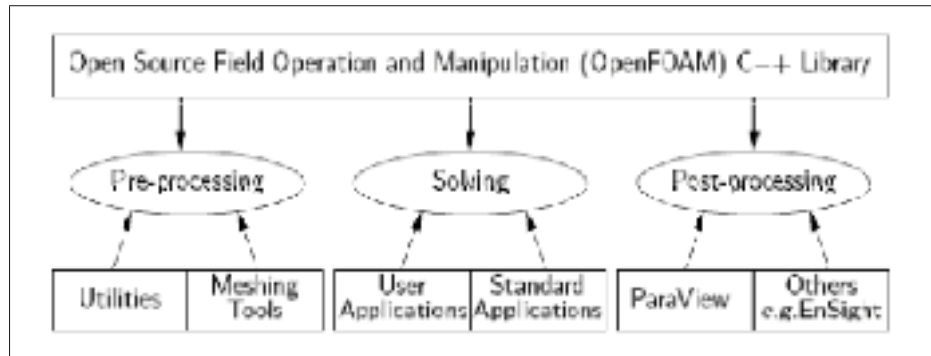 Open Source Field Operation and Manipulation (OpenFOAM) C++ Library
Pre-processing
Solving
Post-processing
Utilities
Meshing
Tools
User
Applications
Standard
Applications
ParaView
Others
e.g.EnSight